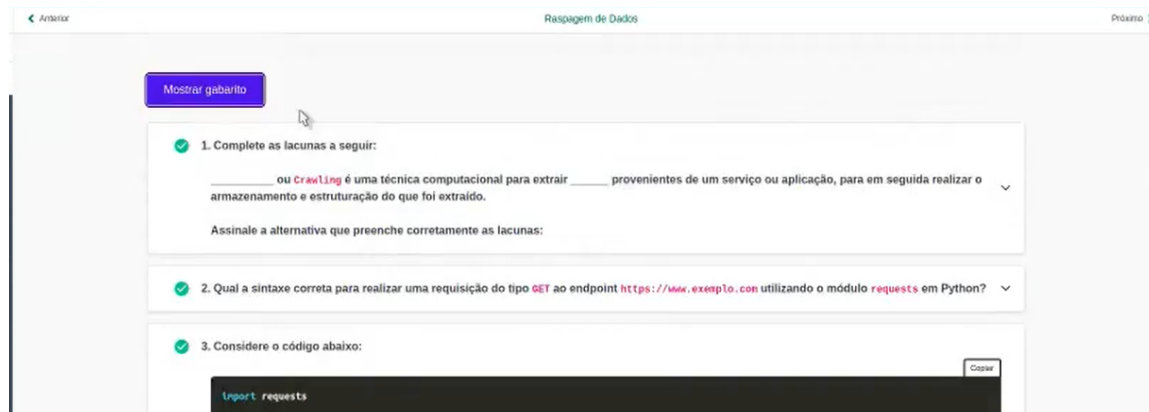 Anterior
Raspagem de Dados
Próximo
Mostrar gabarito
1. Complete as lacunas a seguir:
__________ ou Crawling é uma técnica computacional para extrair ______ provenientes de um serviço ou aplicação, para em seguida realizar o
armazenamento e estruturação do que foi extraído.
Assinale a alternativa que preenche corretamente as lacunas:
2. Qual a sintaxe correta para realizar uma requisição do tipo GET ao endpoint https://www.exemplo.com utilizando o módulo requests em Python?
3. Considere o código abaixo:
Copiar
import requests